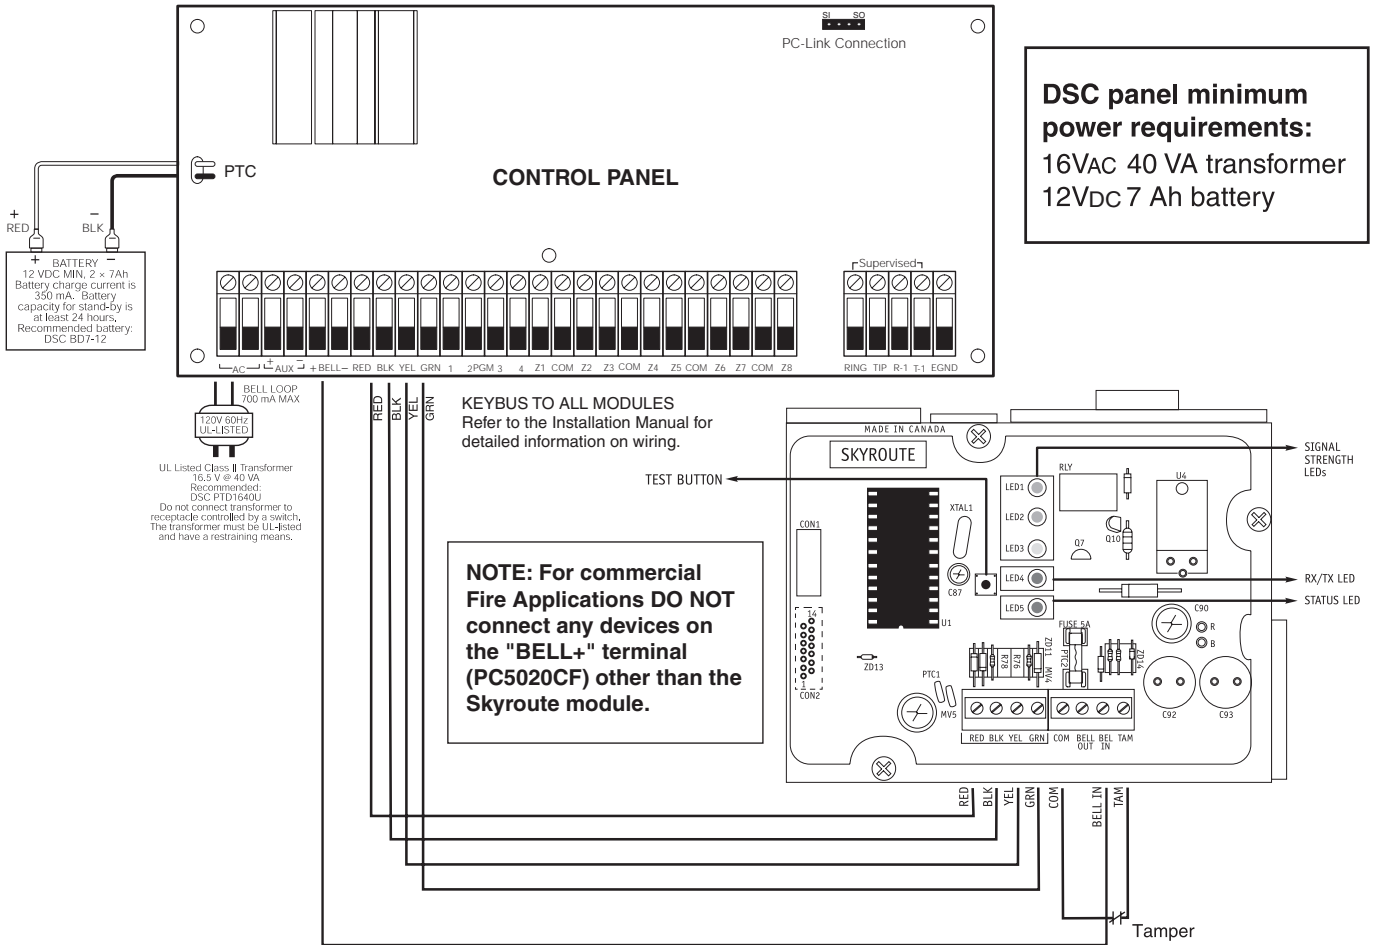 SI SO
PC-Link Connection
DSC panel minimum
power requirements:
16VAC 40 VA transformer
12VDC 7 Ah battery
PTC
CONTROL PANEL
+ −
RED BLK
+ −
BATTERY
12 VDC MIN, 2 × 7Ah
Battery charge current is
350 mA. Battery
capacity for stand-by is
at least 24 hours.
Recommended battery:
DSC BD7-12
Supervised
AC + AUX − + BELL − RED BLK YEL GRN 1 2 PGM 3 4 Z1 COM Z2 Z3 COM Z4 Z5 COM Z6 Z7 COM Z8
RING TIP R-1 T-1 EGND
BELL LOOP
700 mA MAX
120V 60Hz
UL-LISTED
UL Listed Class II Transformer
16.5 V @ 40 VA
Recommended:
DSC PTD1640U
Do not connect transformer to
receptacle controlled by a switch.
The transformer must be UL-listed
and have a restraining means.
RED
BLK
YEL
GRN
KEYBUS TO ALL MODULES
Refer to the Installation Manual for
detailed information on wiring.
MADE IN CANADA
SKYROUTE
TEST BUTTON
SIGNAL
STRENGTH
LEDs
LED1
LED2
LED3
LED4
LED5
RLY
U4
XTAL1
CON1
Q7
Q10
C87
U1
RX/TX LED
STATUS LED
C90
R
B
FUSE 5A
PTC2
ZD11
MV4
R78
R76
ZD14
14
1
CON2
ZD13
PTC1
MV5
C92
C93
RED BLK YEL GRN COM BELL OUT BEL IN TAM
NOTE: For commercial
Fire Applications DO NOT
connect any devices on
the "BELL+" terminal
(PC5020CF) other than the
Skyroute module.
RED
BLK
YEL
GRN
COM
BELL IN
TAM
Tamper